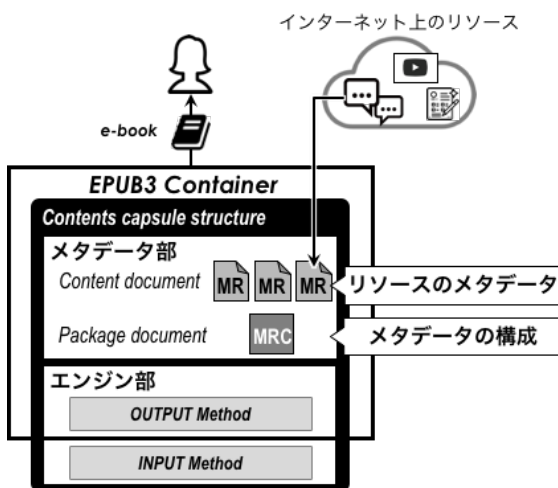 インターネット上のリソース
e-book
EPUB3 Container
Contents capsule structure
メタデータ部
Content document
MR
MR
MR
リソースのメタデータ
Package document
MRC
メタデータの構成
エンジン部
OUTPUT Method
INPUT Method